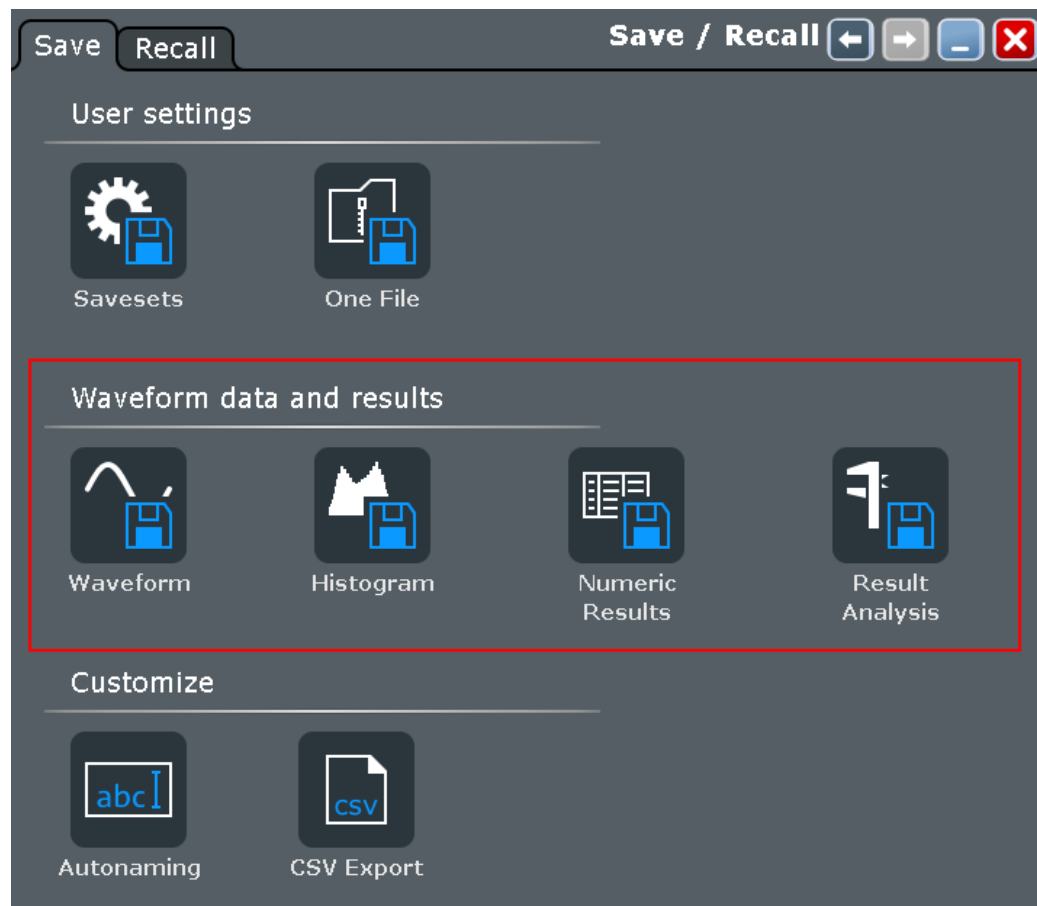 Save Recall Save / Recall
User settings
Savesets One File
Waveform data and results
Waveform Histogram Numeric Results Result Analysis
Customize
abc csv
Autonaming CSV Export